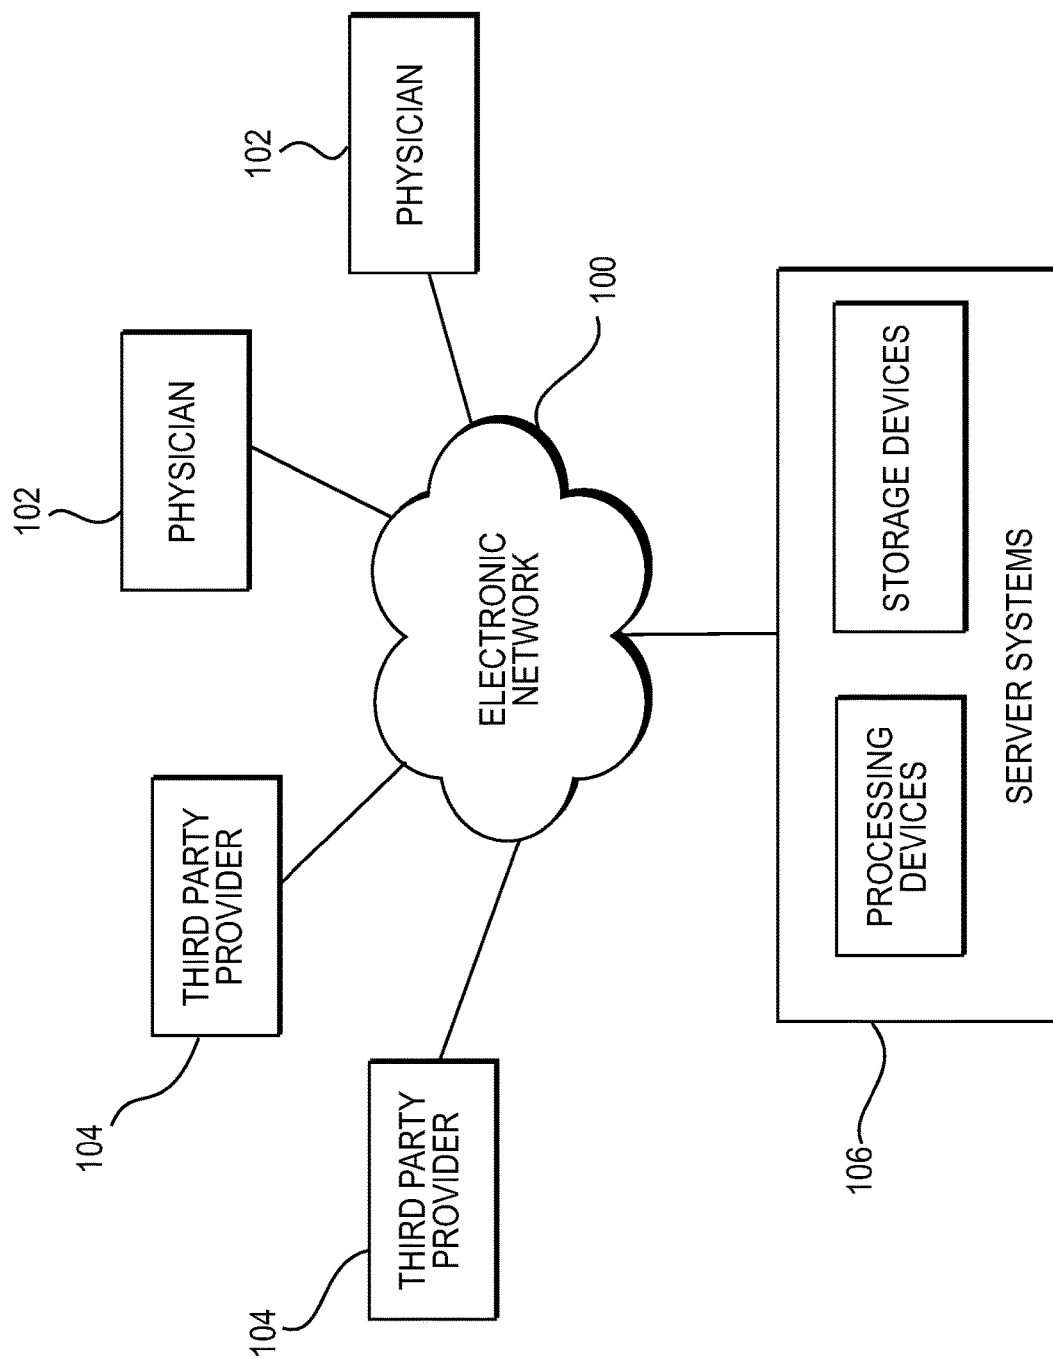 102
PHYSICIAN
102
PHYSICIAN
104
THIRD PARTY
PROVIDER
104
THIRD PARTY
PROVIDER
ELECTRONIC
NETWORK
100
PROCESSING
DEVICES
STORAGE DEVICES
SERVER SYSTEMS
106